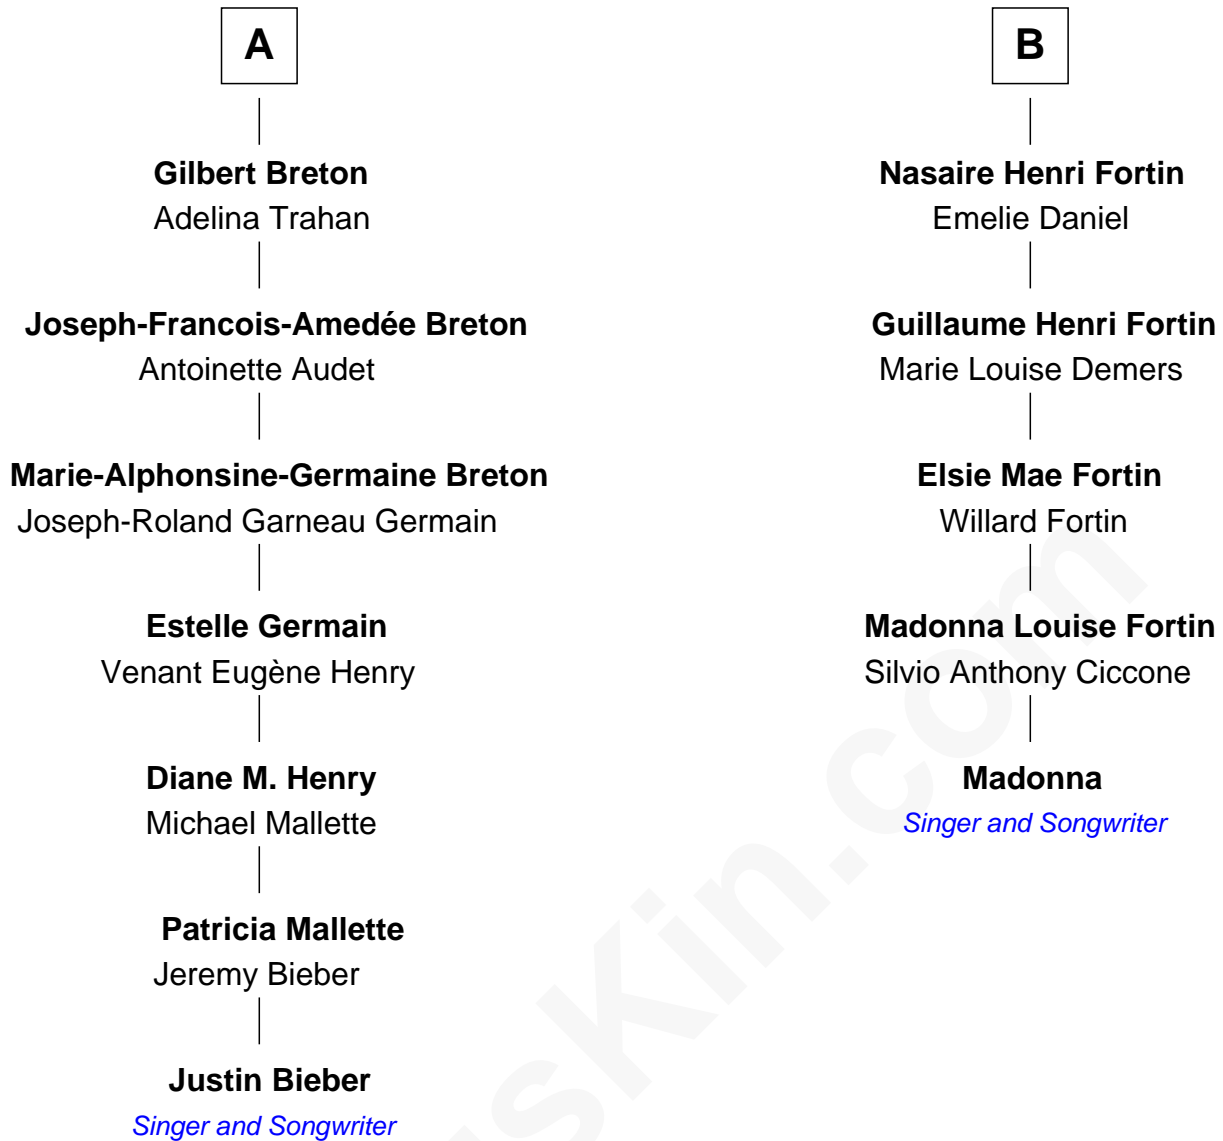 A
Gilbert Breton
Adelina Trahan
Joseph-Francois-Amedée Breton
Antoinette Audet
Marie-Alphonsine-Germaine Breton
Joseph-Roland Garneau Germain
Estelle Germain
Venant Eugène Henry
Diane M. Henry
Michael Mallette
Patricia Mallette
Jeremy Bieber
Justin Bieber
Singer and Songwriter
B
Nasaire Henri Fortin
Emelie Daniel
Guillaume Henri Fortin
Marie Louise Demers
Elsie Mae Fortin
Willard Fortin
Madonna Louise Fortin
Silvio Anthony Ciccone
Madonna
Singer and Songwriter
sKin.com